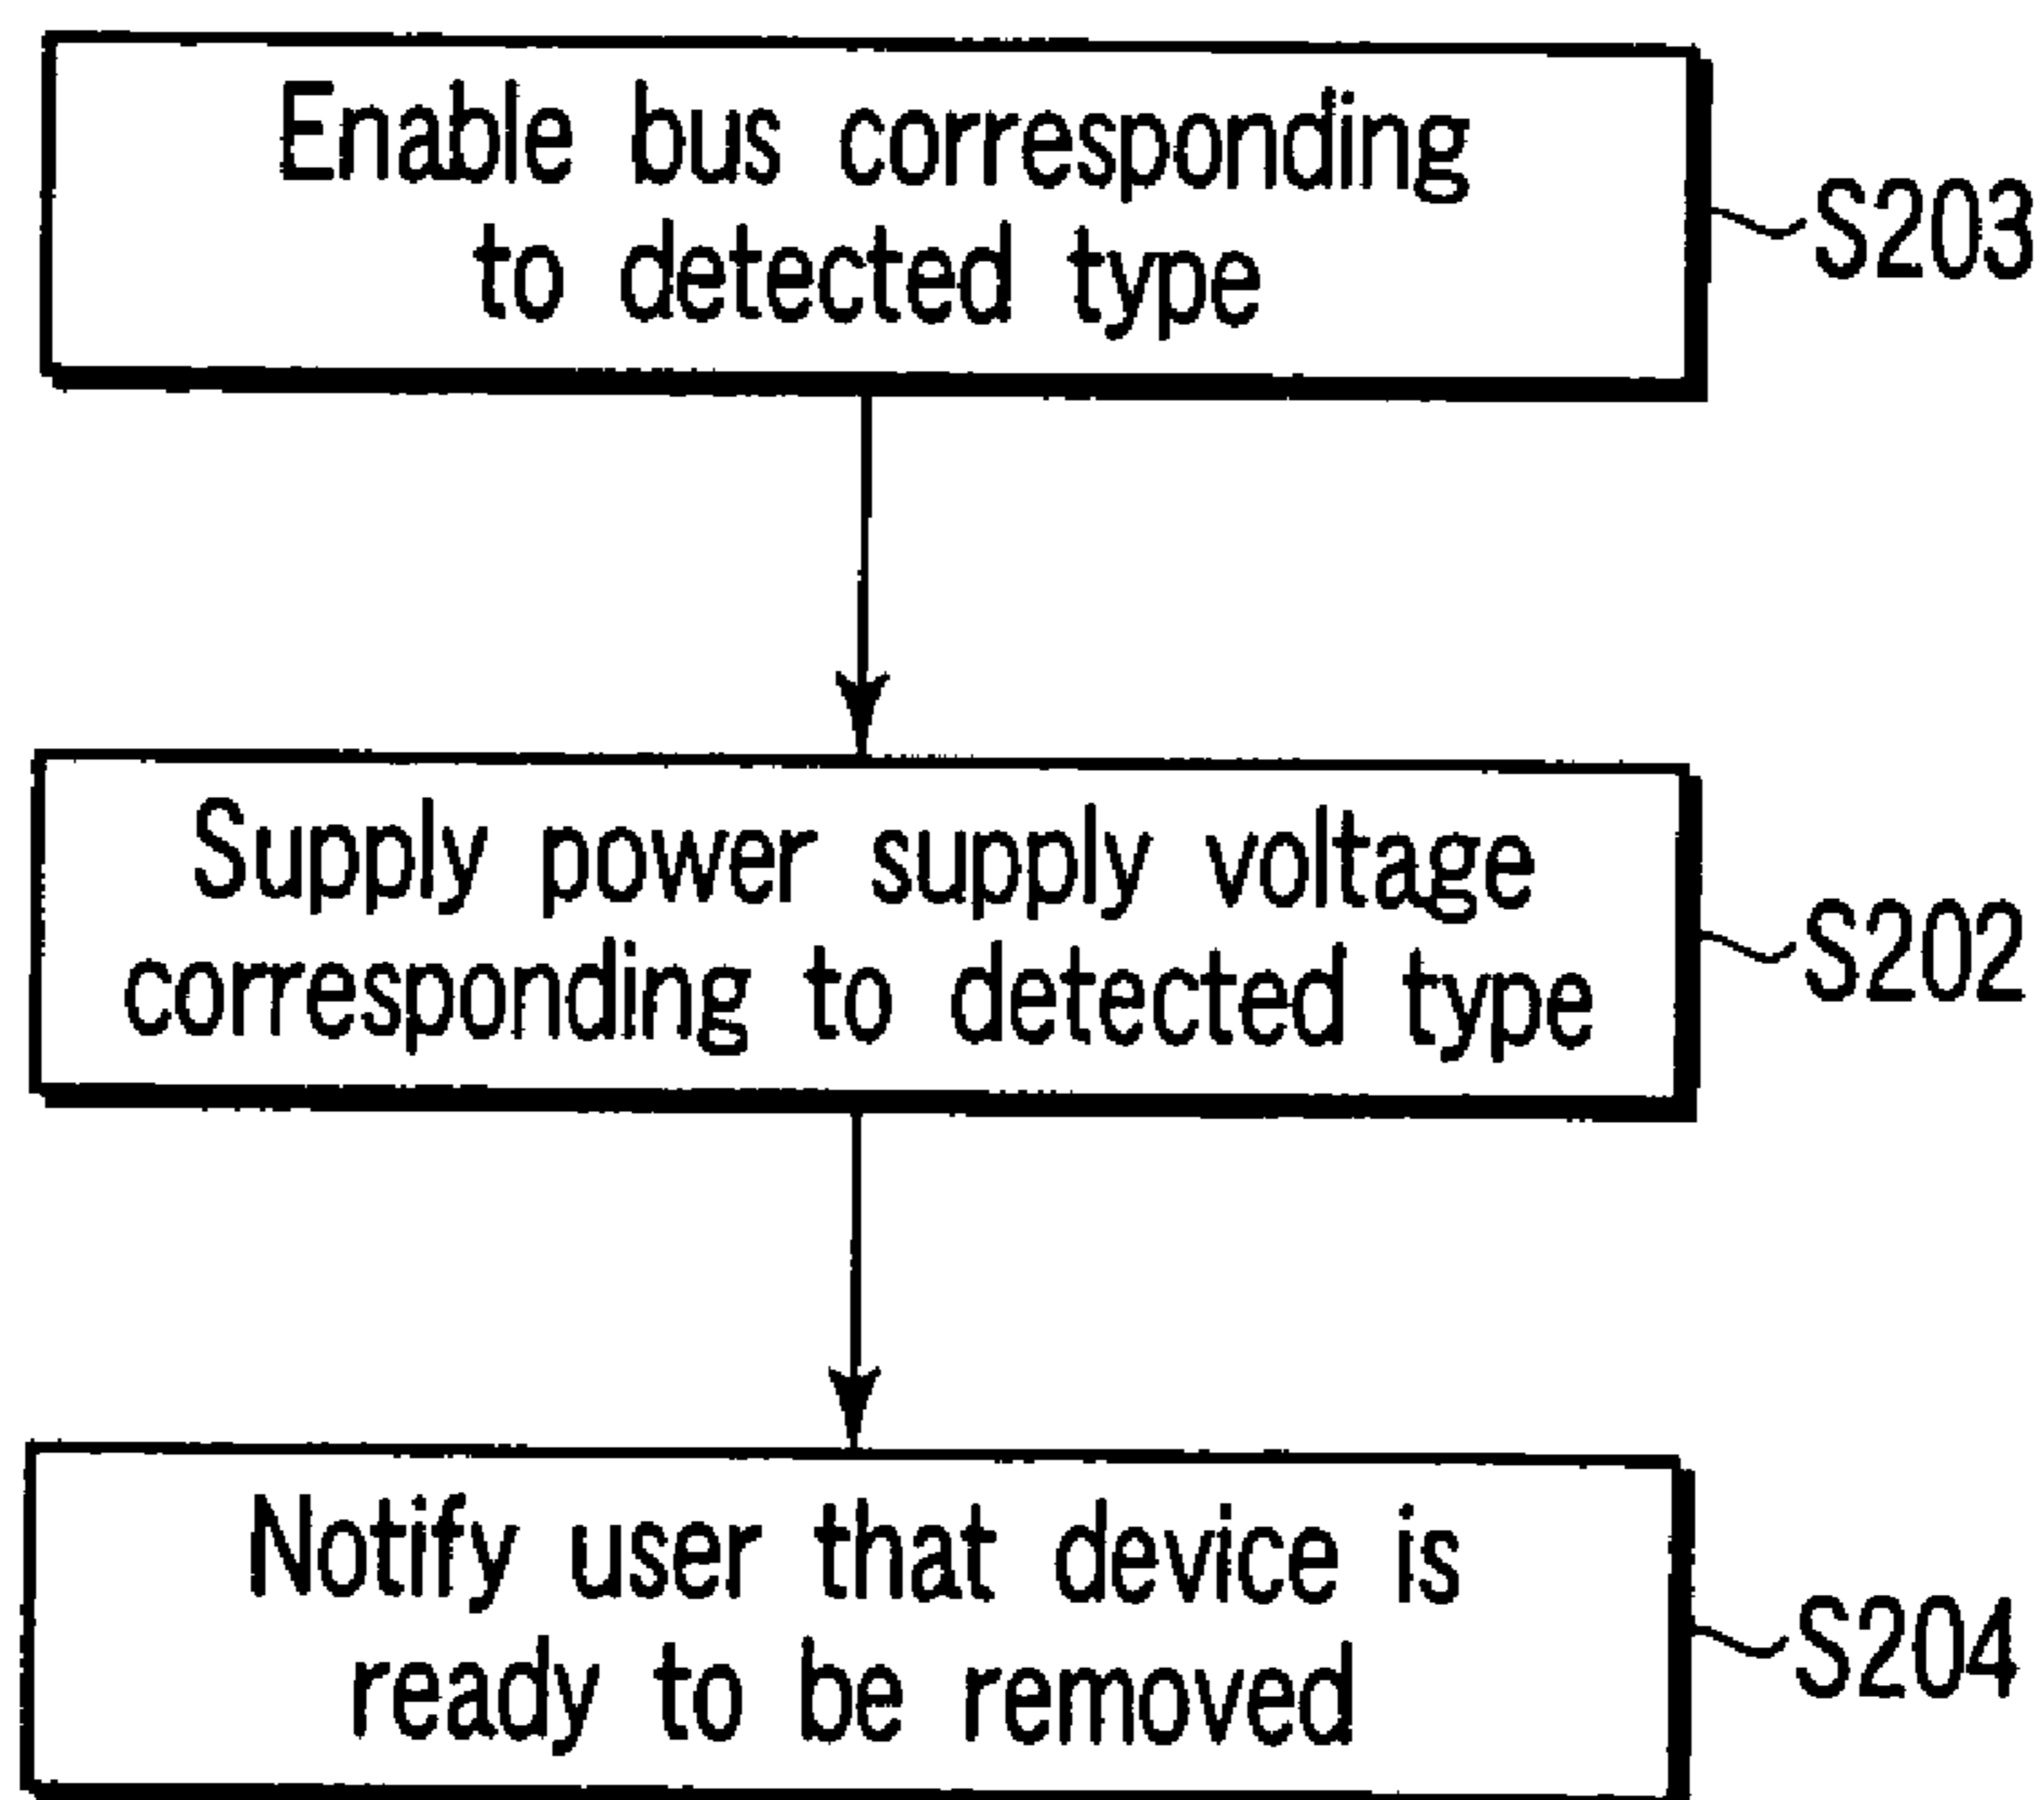 Enable bus corresponding
to detected type
S203
Supply power supply voltage
corresponding to detected type
S202
Notify user that device is
ready to be removed
S204